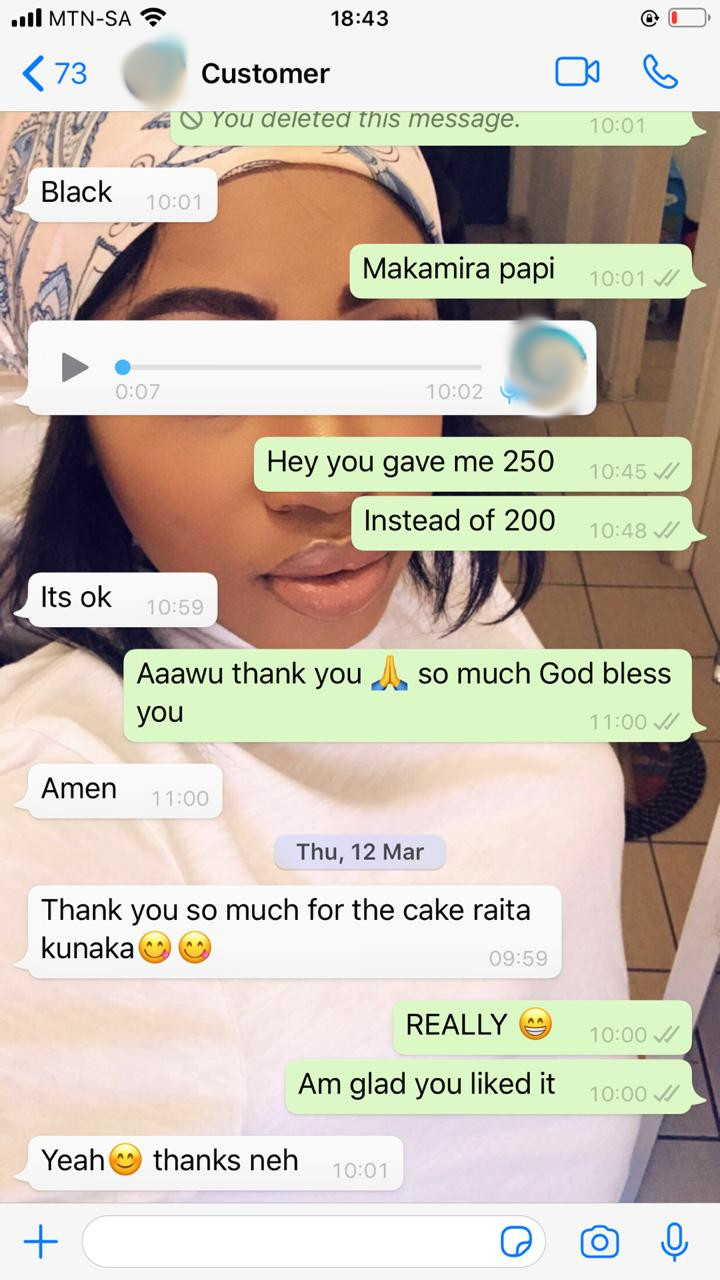 MTN-SA 18:43
73 Customer
You deleted this message. 10:01
Black 10:01
Makamira papi 10:01
0:07 10:02
Hey you gave me 250 10:45
Instead of 200 10:48
Its ok 10:59
Aaawu thank you 🙏 so much God bless
you 11:00
Amen 11:00
Thu, 12 Mar
Thank you so much for the cake raita
kunaka😋😋 09:59
REALLY 😁 10:00
Am glad you liked it 10:00
Yeah😊 thanks neh 10:01